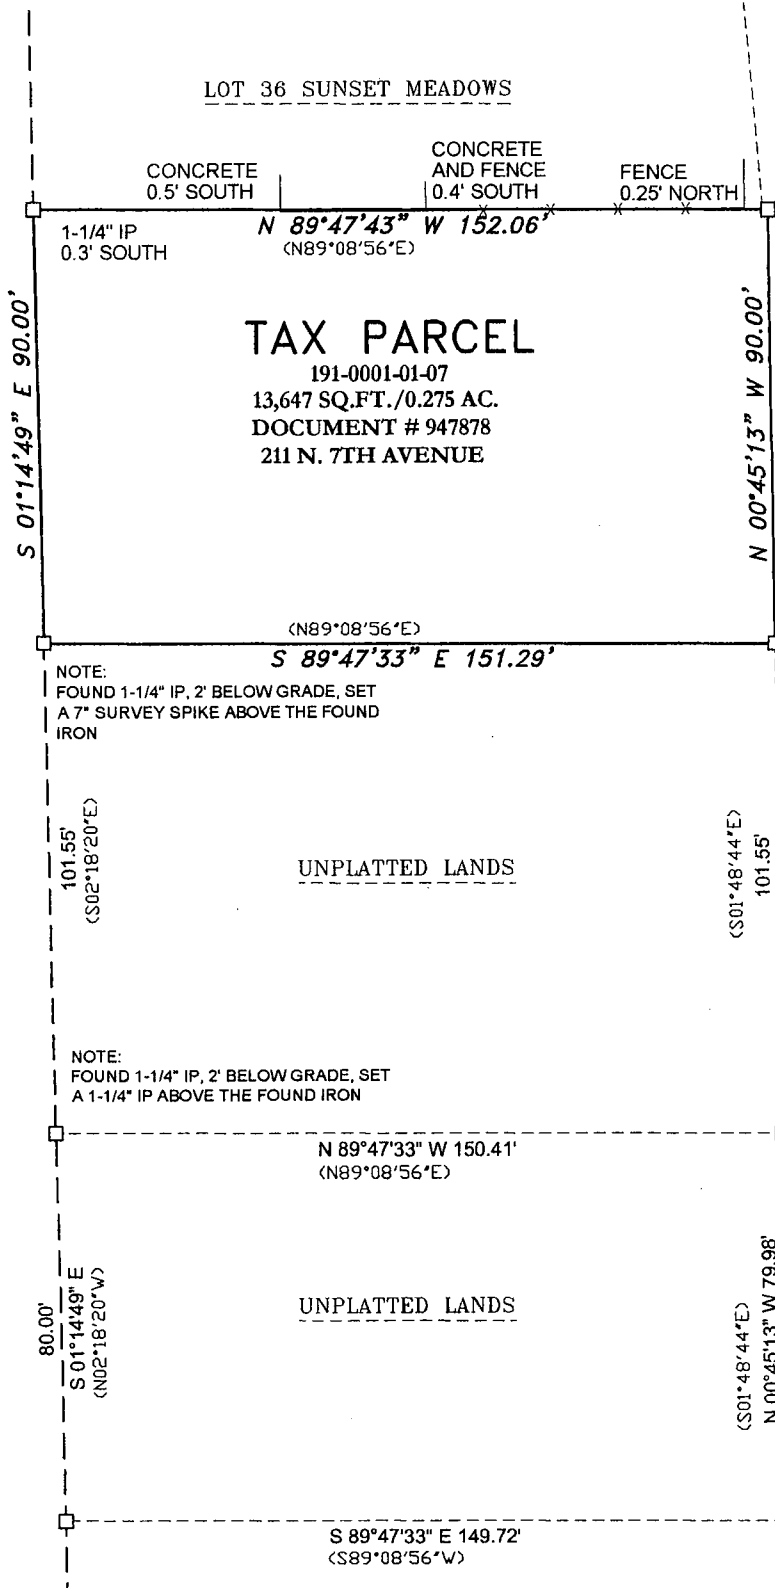 LOT 36 SUNSET MEADOWS
CONCRETE
0.5' SOUTH
CONCRETE
AND FENCE
0.4' SOUTH
FENCE
0.25' NORTH
1-1/4" IP
0.3' SOUTH
N 89°47'43" W 152.06'
(N89°08'56"E)
S 01°14'49" E 90.00'
N 00°45'13" W 90.00'
TAX PARCEL
191-0001-01-07
13,647 SQ.FT./0.275 AC.
DOCUMENT # 947878
211 N. 7TH AVENUE
(N89°08'56"E)
S 89°47'33" E 151.29'
NOTE:
FOUND 1-1/4" IP, 2' BELOW GRADE, SET
A 7" SURVEY SPIKE ABOVE THE FOUND
IRON
101.55'
(S02°18'20"E)
UNPLATTED LANDS
(S01°48'44"E)
101.55'
NOTE:
FOUND 1-1/4" IP, 2' BELOW GRADE, SET
A 1-1/4" IP ABOVE THE FOUND IRON
N 89°47'33" W 150.41'
(N89°08'56"E)
80.00'
S 01°14'49" E
(N02°18'20"W)
UNPLATTED LANDS
(S01°48'44"E)
N 00°45'13" W 79.98'
S 89°47'33" E 149.72'
(S89°08'56"W)